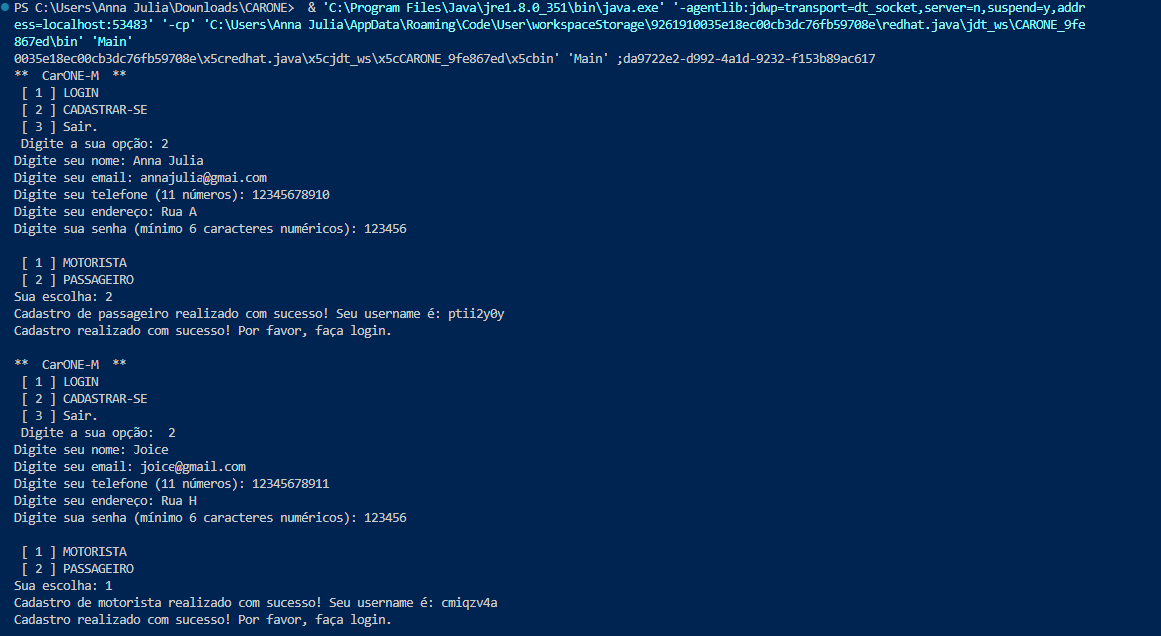 PS C:\Users\Anna Julia\Downloads\CARONE>  & 'C:\Program Files\Java\jre1.8.0_351\bin\java.exe' '-agentlib:jdwp=transport=dt_socket,server=n,suspend=y,addr
ess=localhost:53483' '-cp' 'C:\Users\Anna Julia\AppData\Roaming\Code\User\workspaceStorage\9261910035e18ec00cb3dc76fb59708e\redhat.java\jdt_ws\CARONE_9fe
867ed\bin' 'Main'
0035e18ec00cb3dc76fb59708e\x5credhat.java\x5cjdt_ws\x5cCARONE_9fe867ed\x5cbin' 'Main' ;da9722e2-d992-4a1d-9232-f153b89ac617
**  CarONE-M  **
[ 1 ] LOGIN
[ 2 ] CADASTRAR-SE
[ 3 ] Sair.
Digite a sua opção: 2
Digite seu nome: Anna Julia
Digite seu email: annajulia@gmai.com
Digite seu telefone (11 números): 12345678910
Digite seu endereço: Rua A
Digite sua senha (mínimo 6 caracteres numéricos): 123456
[ 1 ] MOTORISTA
[ 2 ] PASSAGEIRO
Sua escolha: 2
Cadastro de passageiro realizado com sucesso! Seu username é: ptii2y0y
Cadastro realizado com sucesso! Por favor, faça login.
**  CarONE-M  **
[ 1 ] LOGIN
[ 2 ] CADASTRAR-SE
[ 3 ] Sair.
Digite a sua opção:  2
Digite seu nome: Joice
Digite seu email: joice@gmail.com
Digite seu telefone (11 números): 12345678911
Digite seu endereço: Rua H
Digite sua senha (mínimo 6 caracteres numéricos): 123456
[ 1 ] MOTORISTA
[ 2 ] PASSAGEIRO
Sua escolha: 1
Cadastro de motorista realizado com sucesso! Seu username é: cmiqzv4a
Cadastro realizado com sucesso! Por favor, faça login.